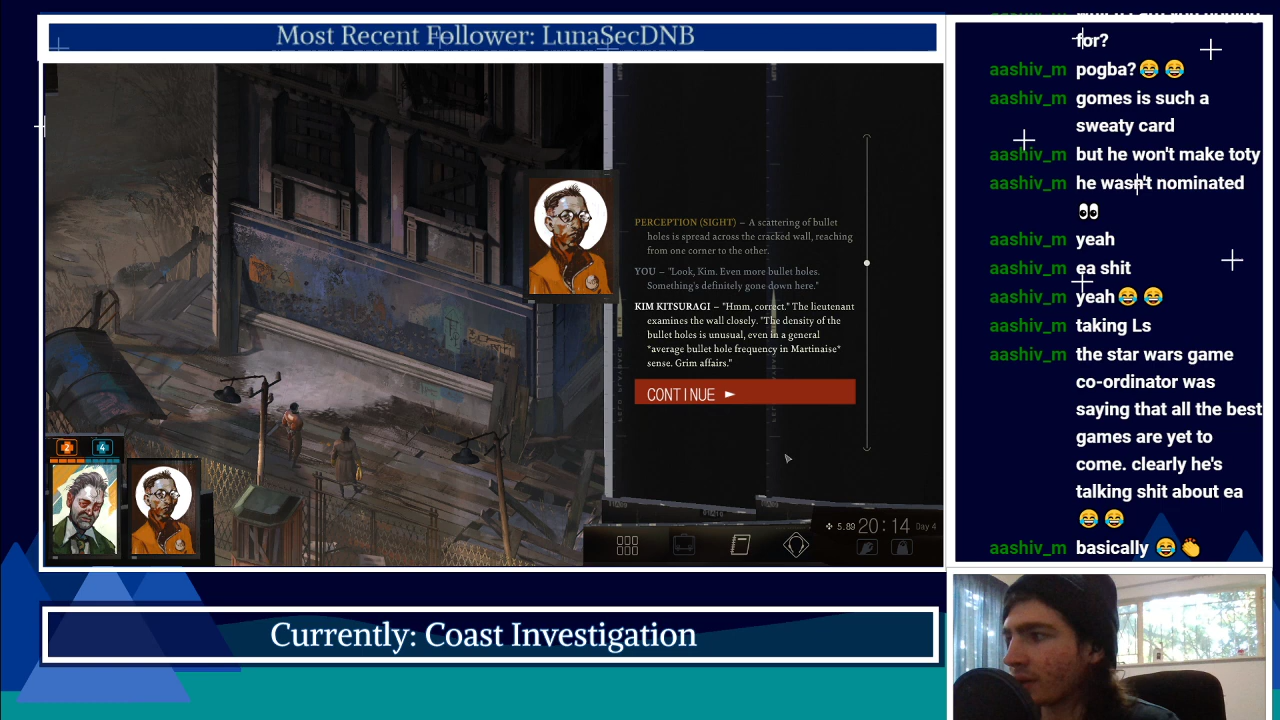 Most Recent Follower: LunaSecDNB
PERCEPTION (SIGHT) – A scattering of bullet
holes is spread across the cracked wall, reaching
from one corner to the other.
YOU – "Look, Kim. Even more bullet holes.
Something's definitely gone down here."
KIM KITSURAGI – "Hmm, correct." The lieutenant
examines the wall closely. "The density of the
bullet holes is unusual, even in a general
*average bullet hole frequency in Martinaise*
sense. Grim affairs."
CONTINUE ►
2 4
5.89 20:14 Day 4
Currently: Coast Investigation
for?
aashiv_m pogba? 😂 😂
aashiv_m gomes is such a
sweaty card
aashiv_m but he won't make toty
aashiv_m he wasn't nominated
👀
aashiv_m yeah
aashiv_m ea shit
aashiv_m yeah 😂 😂
aashiv_m taking Ls
aashiv_m the star wars game
co-ordinator was
saying that all the best
games are yet to
come. clearly he's
talking shit about ea
😂 😂
aashiv_m basically 😂 👏